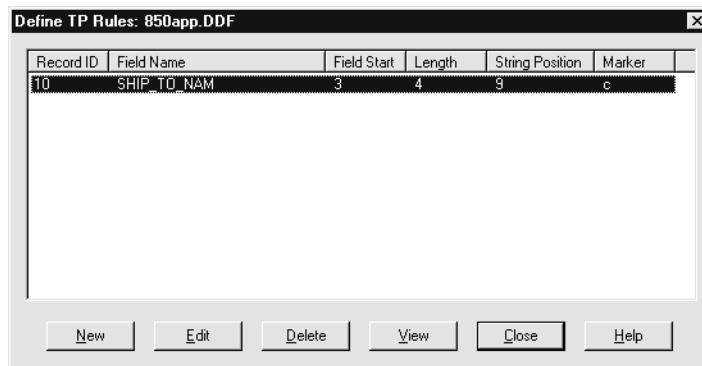 Define TP Rules: 850app.DDF
Record ID Field Name Field Start Length String Position Marker
10 SHIP_TO_NAM 3 4 9 c
New Edit Delete View Close Help